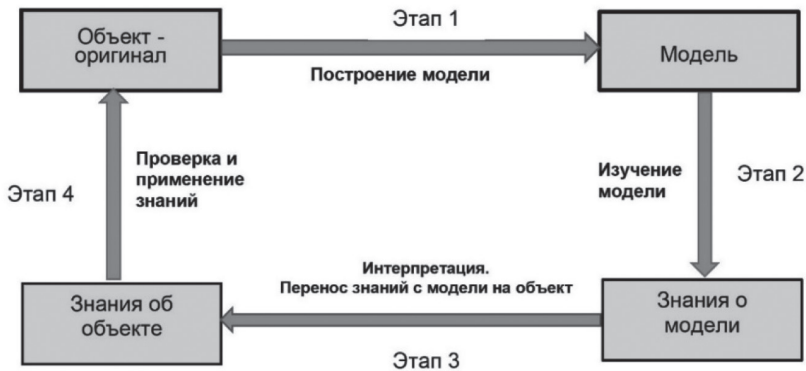 Этап 1
Объект -
оригинал
Построение модели
Модель
Этап 4
Проверка и
применение
знаний
Изучение
модели
Этап 2
Знания об
объекте
Интерпретация.
Перенос знаний с модели на объект
Знания о
модели
Этап 3